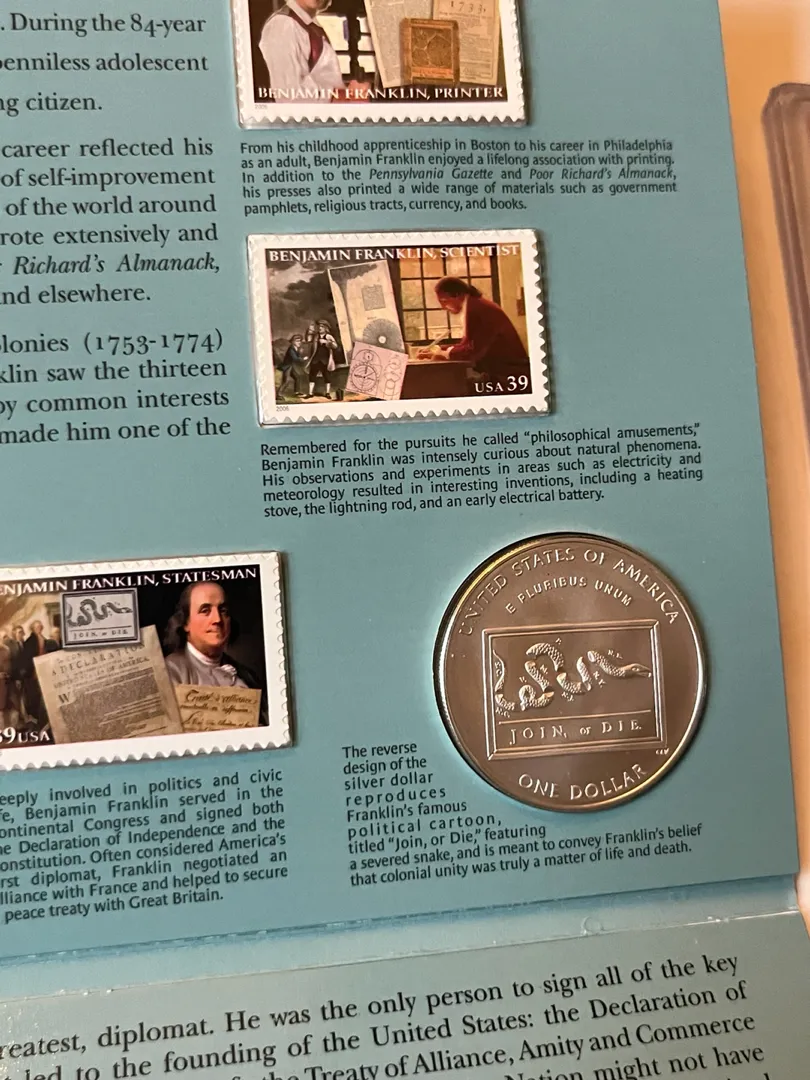 . During the 84-year
penniless adolescent
ng citizen.
career reflected his
of self-improvement
of the world around
rote extensively and
Richard's Almanack,
nd elsewhere.
lonies (1753-1774)
klin saw the thirteen
by common interests
made him one of the
1733.
BENJAMIN FRANKLIN, PRINTER
2006
From his childhood apprenticeship in Boston to his career in Philadelphia
as an adult, Benjamin Franklin enjoyed a lifelong association with printing.
In addition to the Pennsylvania Gazette and Poor Richard's Almanack,
his presses also printed a wide range of materials such as government
pamphlets, religious tracts, currency, and books.
BENJAMIN FRANKLIN, SCIENTIST
USA 39
2006
Remembered for the pursuits he called "philosophical amusements,"
Benjamin Franklin was intensely curious about natural phenomena.
His observations and experiments in areas such as electricity and
meteorology resulted in interesting inventions, including a heating
stove, the lightning rod, and an early electrical battery.
ENJAMIN FRANKLIN, STATESMAN
JOIN, or DIE
A DECLARATION
39 USA
eeply involved in politics and civic
fe, Benjamin Franklin served in the
ontinental Congress and signed both
he Declaration of Independence and the
onstitution. Often considered America's
rst diplomat, Franklin negotiated an
lliance with France and helped to secure
peace treaty with Great Britain.
UNITED STATES OF AMERICA
E PLURIBUS UNUM
JOIN, or DIE.
ONE DOLLAR
The reverse
design of the
silver dollar
reproduces
Franklin's famous
political cartoon,
titled "Join, or Die," featuring
a severed snake, and is meant to convey Franklin's belief
that colonial unity was truly a matter of life and death.
reatest, diplomat. He was the only person to sign all of the key
led to the founding of the United States: the Declaration of
the Treaty of Alliance, Amity and Commerce
Nation might not have